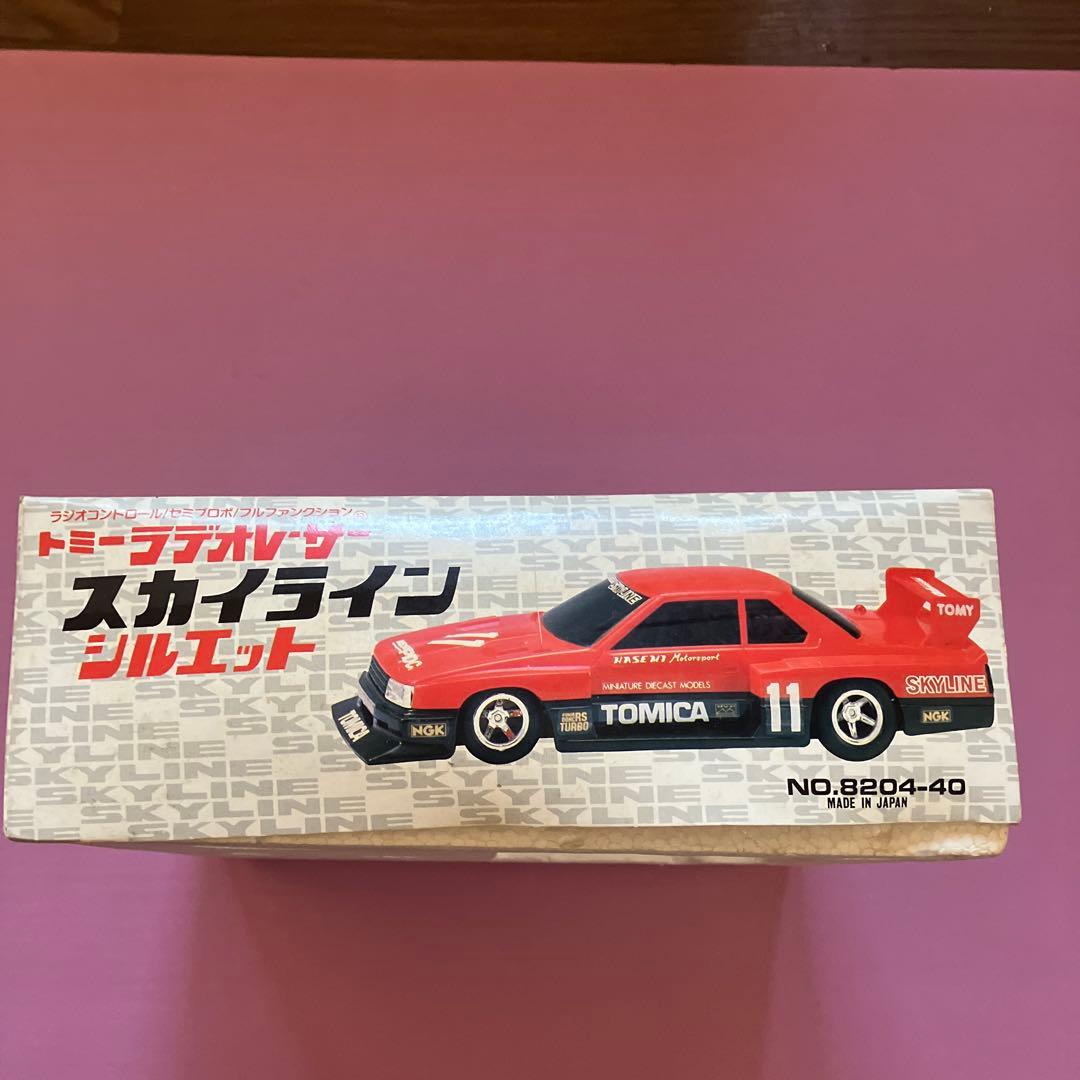 ラジオコントロール/セミプロポ/フルファンクション
トミーラデオレーサー
スカイライン
シルエット
SKYLINE
TOMY
HASEMI Motorsport
MINIATURE DIECAST MODELS
TOMICA
RS
TURBO
11
SKYLINE
NGK
TOMICA
NGK
NO.8204-40
MADE IN JAPAN